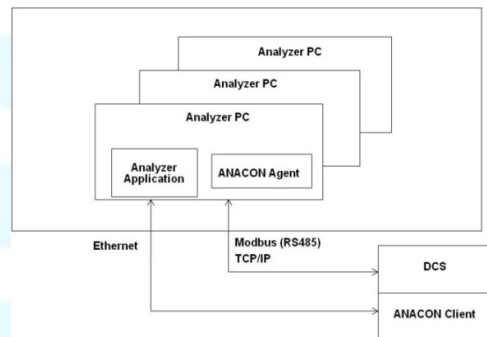 Analyzer PC
Analyzer PC
Analyzer PC
Analyzer
Application
ANACON Agent
Ethernet
Modbus (RS485)
TCP/IP
DCS
ANACON Client